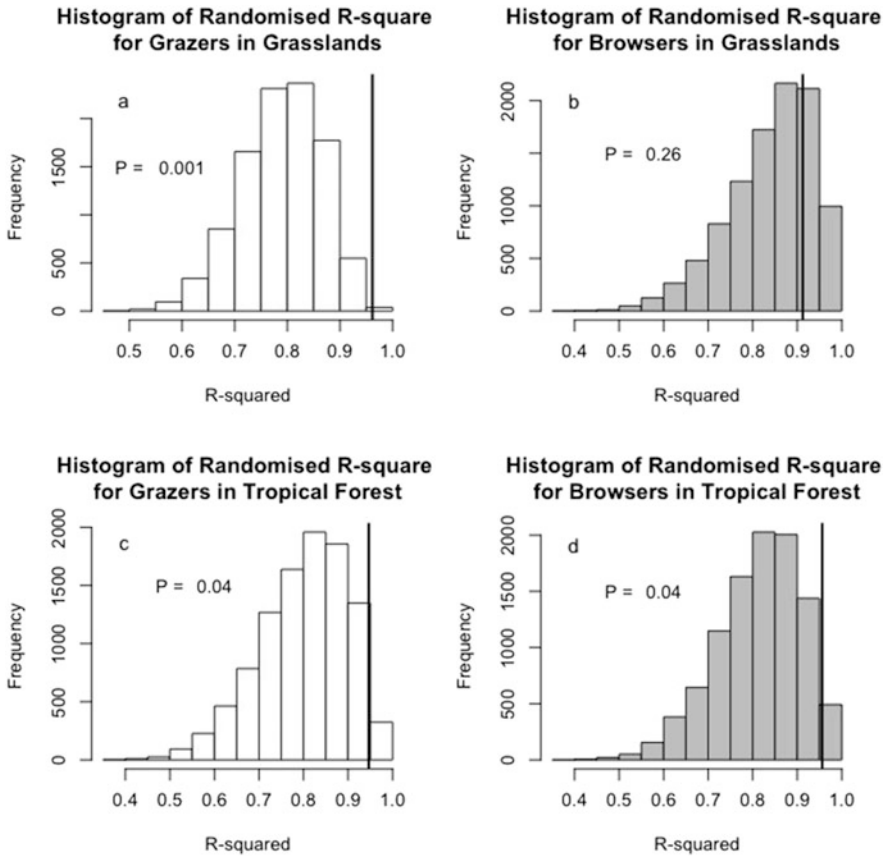 Histogram of Randomised R-square
for Grazers in Grasslands
a
P = 0.001
Frequency
0
500
1500
0.5 0.6 0.7 0.8 0.9 1.0
R-squared
Histogram of Randomised R-square
for Browsers in Grasslands
b
P = 0.26
Frequency
0
500
1000
2000
0.4 0.5 0.6 0.7 0.8 0.9 1.0
R-squared
Histogram of Randomised R-square
for Grazers in Tropical Forest
c
P = 0.04
Frequency
0
500
1000
1500
2000
0.4 0.5 0.6 0.7 0.8 0.9 1.0
R-squared
Histogram of Randomised R-square
for Browsers in Tropical Forest
d
P = 0.04
Frequency
0
500
1000
1500
2000
0.4 0.5 0.6 0.7 0.8 0.9 1.0
R-squared